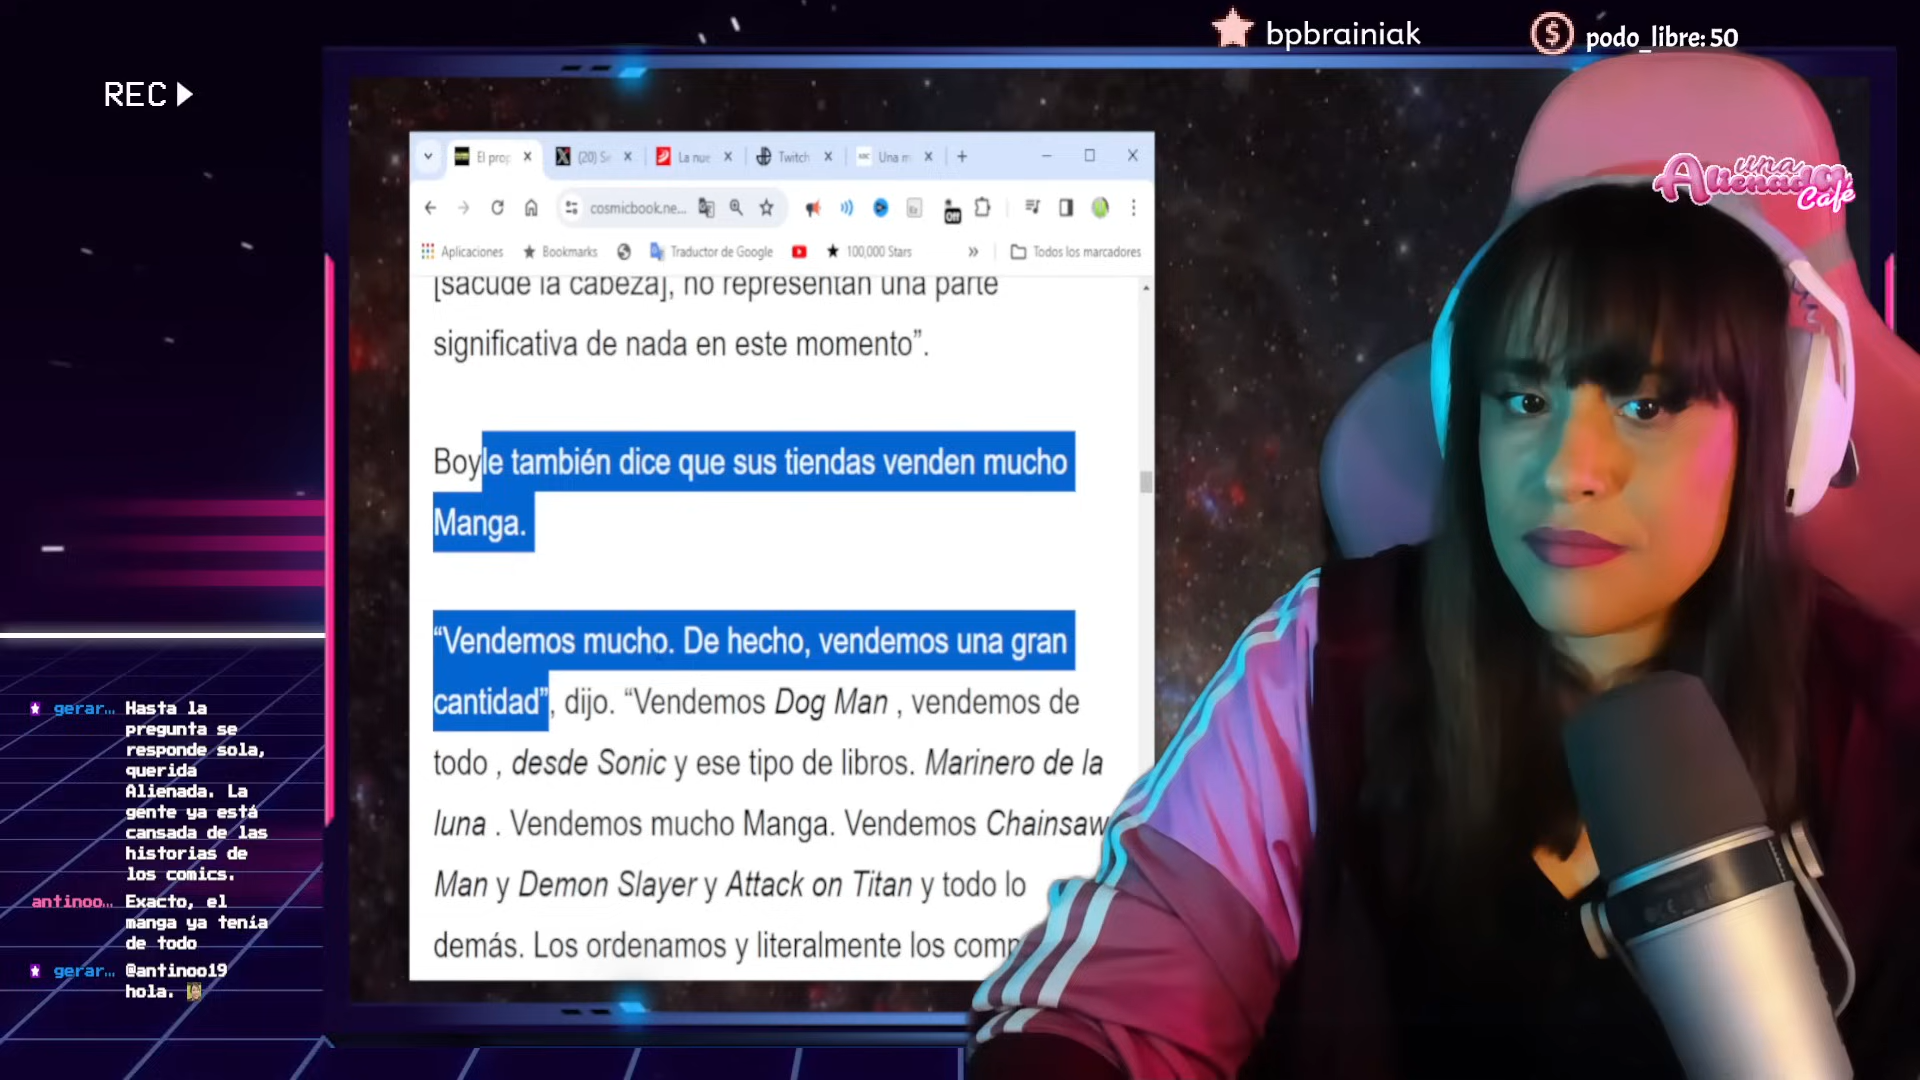 bpbrainiak
podo_libre: 50
REC
una
Alienada
Café
El prop
(20) Se
La nue
Twitch
Una m
cosmicbook.ne...
Off
Aplicaciones
Bookmarks
Traductor de Google
100,000 Stars
»
Todos los marcadores
[sacude la cabeza], no representan una parte
significativa de nada en este momento”.
Boyle también dice que sus tiendas venden mucho
Manga.
“Vendemos mucho. De hecho, vendemos una gran
cantidad”, dijo. “Vendemos Dog Man , vendemos de
todo , desde Sonic y ese tipo de libros. Marinero de la
luna . Vendemos mucho Manga. Vendemos Chainsaw
Man y Demon Slayer y Attack on Titan y todo lo
demás. Los ordenamos y literalmente los comp
gerar... Hasta la
pregunta se
responde sola,
querida
Alienada. La
gente ya está
cansada de las
historias de
los comics.
antinoo... Exacto, el
manga ya tenía
de todo
gerar... @antinoo19
hola.